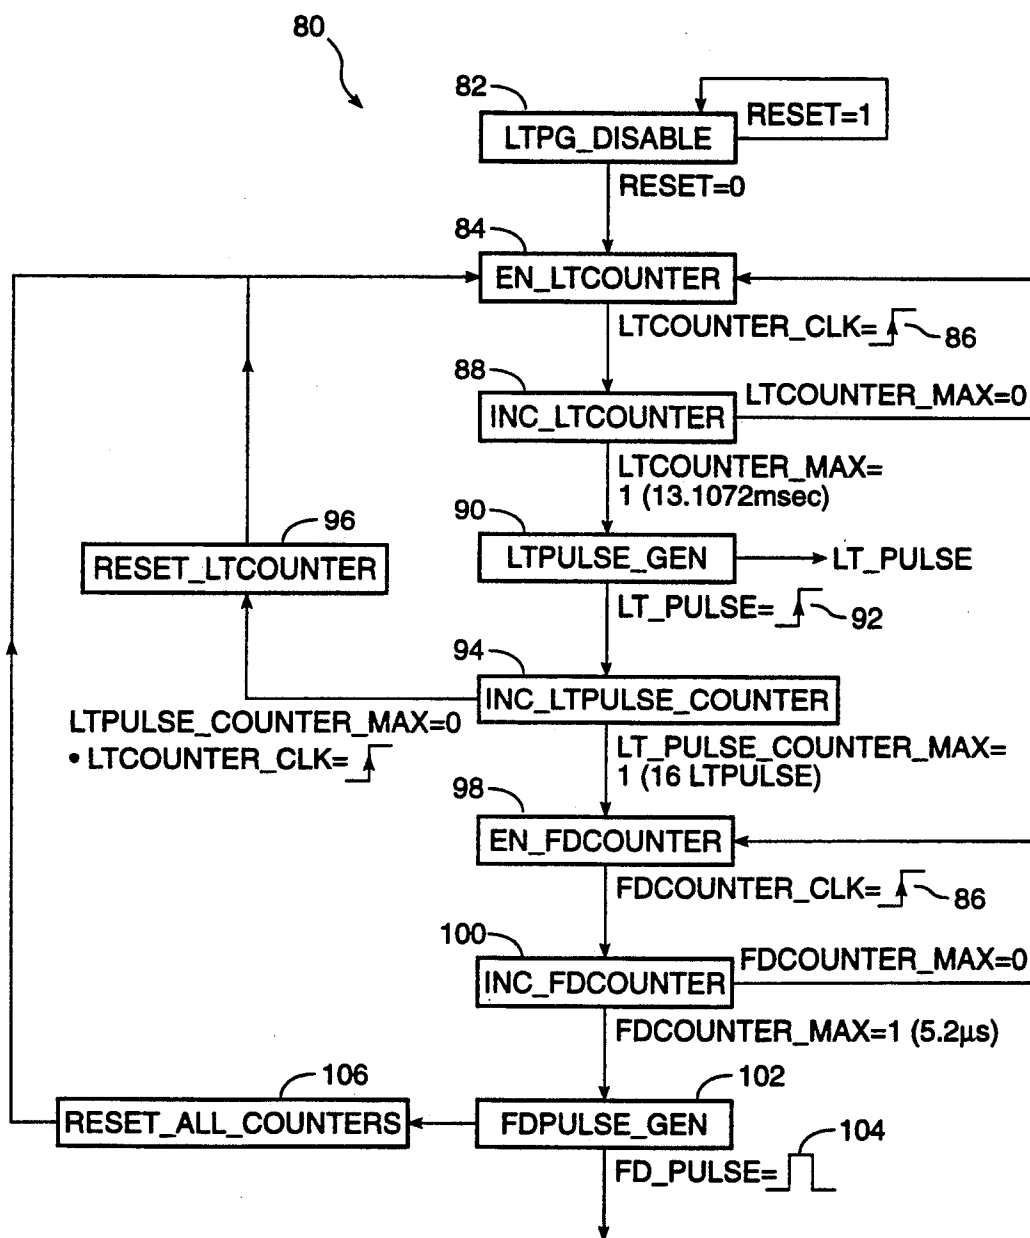 80
82
RESET=1
LTPG_DISABLE
RESET=0
84
EN_LTCOUNTER
LTCOUNTER_CLK=
86
88
LTCOUNTER_MAX=0
INC_LTCOUNTER
LTCOUNTER_MAX=
1 (13.1072msec)
90
96
LTPULSE_GEN
LT_PULSE
RESET_LTCOUNTER
LT_PULSE=
92
94
INC_LTPULSE_COUNTER
LTPULSE_COUNTER_MAX=0
• LTCOUNTER_CLK=
LT_PULSE_COUNTER_MAX=
1 (16 LTPULSE)
98
EN_FDCOUNTER
FDCOUNTER_CLK=
86
100
FDCOUNTER_MAX=0
INC_FDCOUNTER
FDCOUNTER_MAX=1 (5.2µs)
106
102
RESET_ALL_COUNTERS
FDPULSE_GEN
104
FD_PULSE=